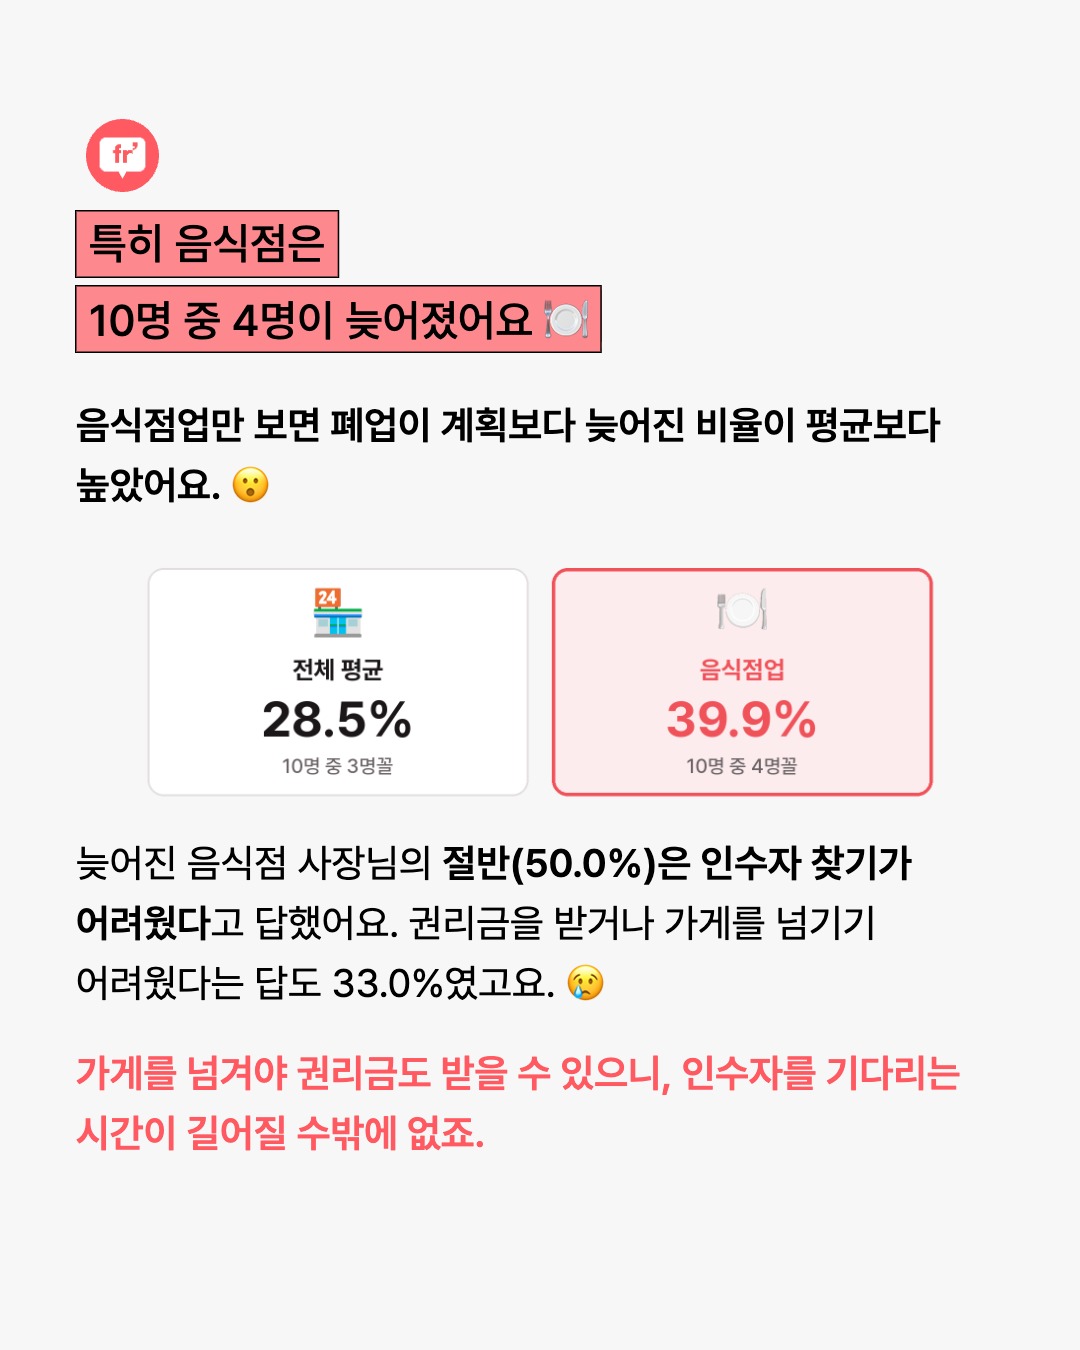 fr'
특히 음식점은
10명 중 4명이 늦어졌어요 🍽️
음식점업만 보면 폐업이 계획보다 늦어진 비율이 평균보다
높았어요. 😮
24
전체 평균
28.5%
10명 중 3명꼴
음식점업
39.9%
10명 중 4명꼴
늦어진 음식점 사장님의 절반(50.0%)은 인수자 찾기가
어려웠다고 답했어요. 권리금을 받거나 가게를 넘기기
어려웠다는 답도 33.0%였고요. 😢
가게를 넘겨야 권리금도 받을 수 있으니, 인수자를 기다리는
시간이 길어질 수밖에 없죠.